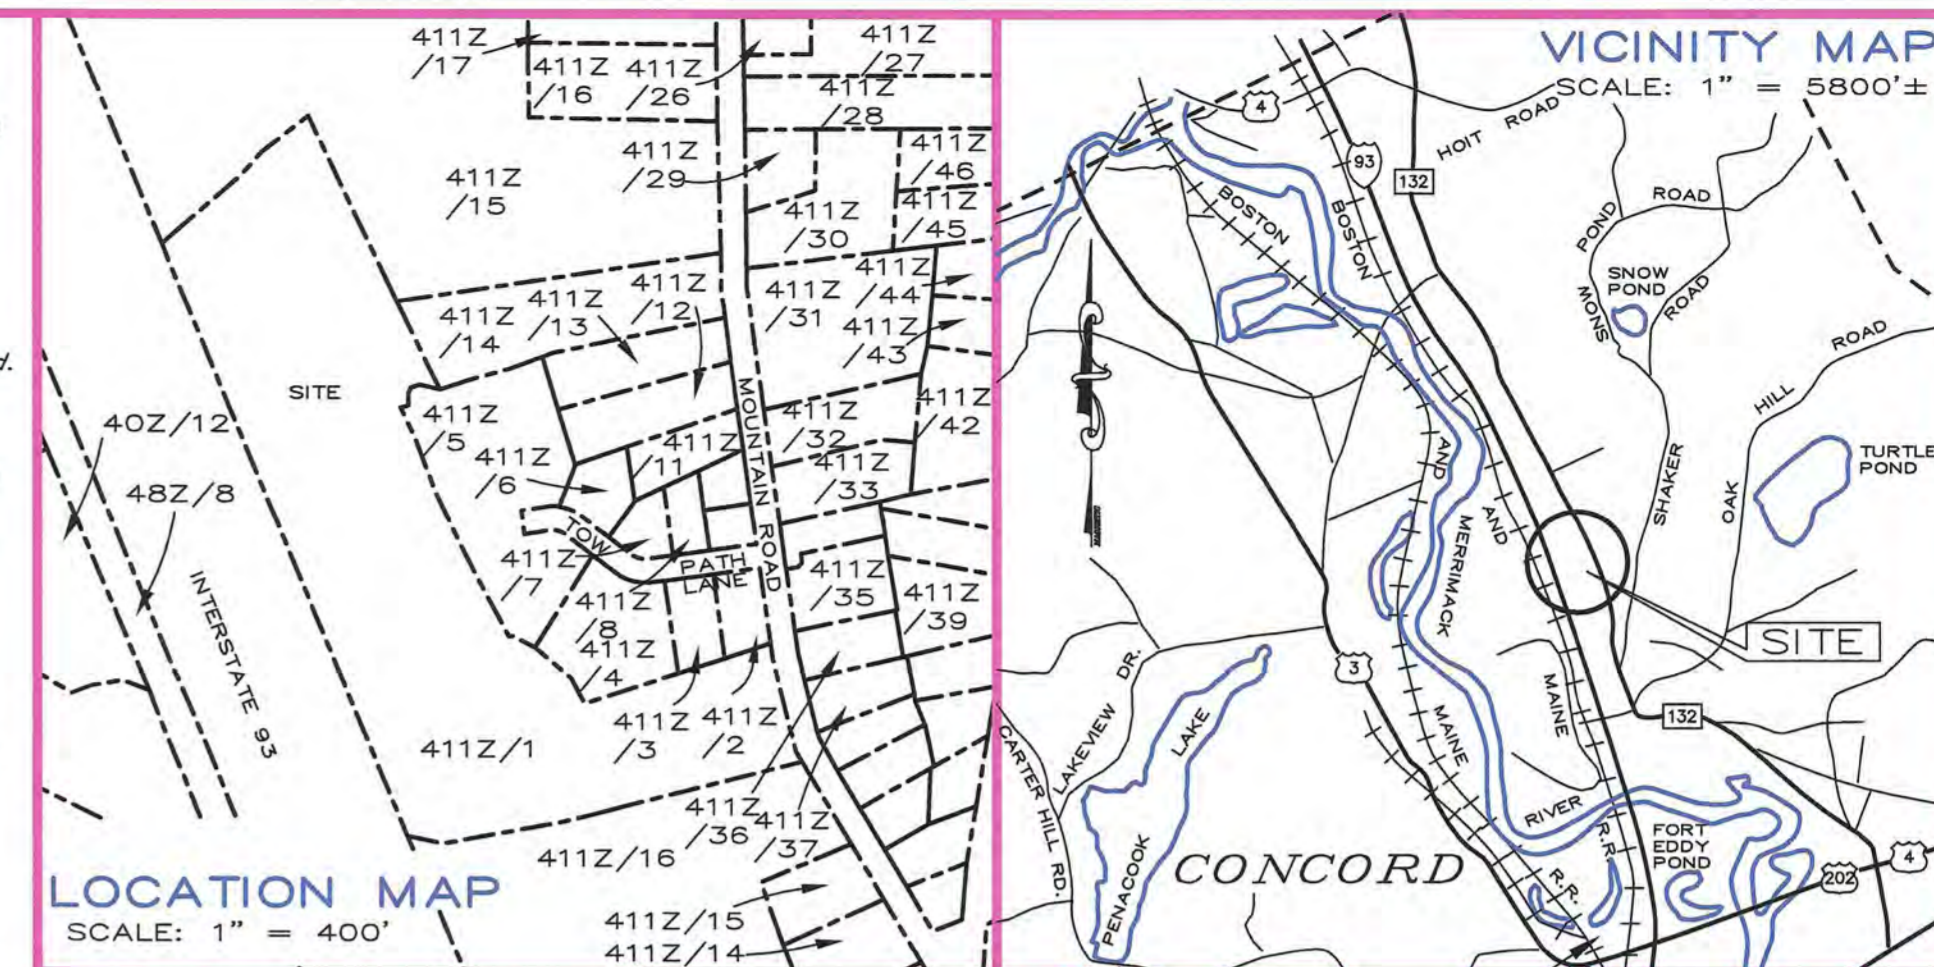 411Z
/17
411Z
/16
411Z
/26
411Z
/27
411Z
/28
411Z
/15
411Z
/29
411Z
/46
411Z
/45
411Z
/30
411Z
/12
411Z
/44
411Z
/13
411Z
/14
411Z
/31
411Z
/43
SITE
40Z/12
48Z/8
411Z
/5
411Z
/6
411Z
/11
411Z
/32
411Z
/42
411Z
/33
MOUNTAIN ROAD
TOW
PATH
LANE
411Z
/7
411Z
/8
411Z
/35
411Z
/39
411Z
/4
INTERSTATE 93
411Z/1
411Z
/3
411Z
/2
411Z
/36
411Z
/37
411Z/16
411Z/15
411Z/14
LOCATION MAP
SCALE: 1" = 400'
VICINITY MAP
SCALE: 1" = 5800'±
4
93
132
HOIT ROAD
BOSTON
BOSTON
POND
ROAD
SNOW
POND
MONS
ROAD
ROAD
HILL
OAK
TURTLE
POND
SHAKER
AND
AND
MERRIMACK
SITE
3
132
LAKEVIEW DR.
LAKE
PENACOOK
CARTER HILL RD.
MAINE
MAINE
RIVER
R.R.
R.R.
FORT
EDDY
POND
CONCORD
202
4